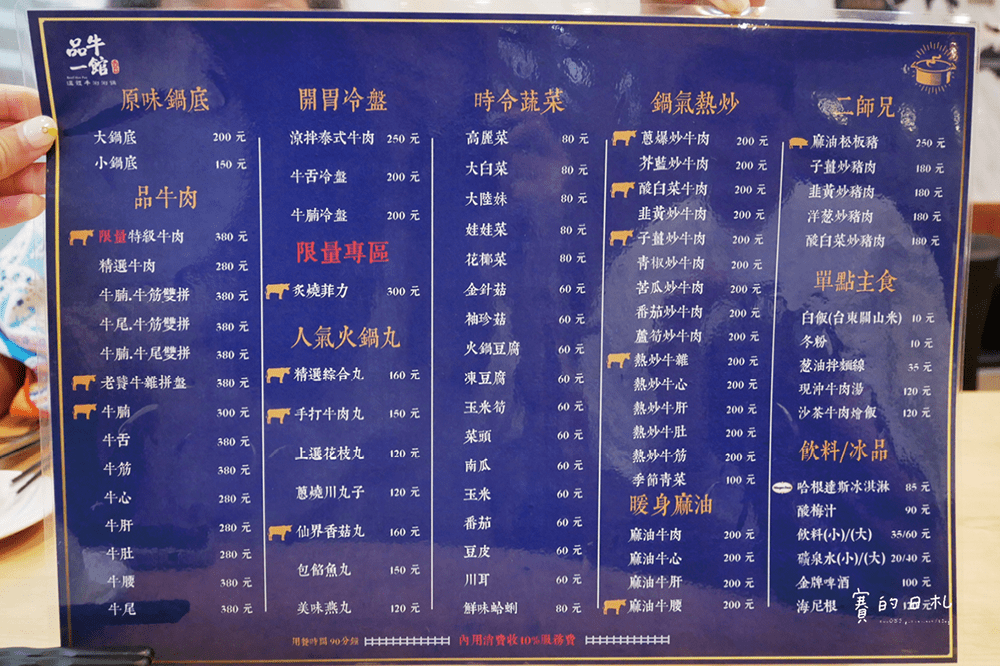 品牛
一館
溫體牛涮涮鍋
原味鍋底
大鍋底 200 元
小鍋底 150 元
品牛肉
限量特級牛肉 380 元
精選牛肉 280 元
牛腩.牛筋雙拼 380 元
牛尾.牛筋雙拼 380 元
牛腩.牛尾雙拼 380 元
老饕牛雜拼盤 380 元
牛腩 300 元
牛舌 380 元
牛筋 380 元
牛心 280 元
牛肝 280 元
牛肚 280 元
牛腰 380 元
牛尾 380 元
開胃冷盤
涼拌泰式牛肉 250 元
牛舌冷盤 200 元
牛腩冷盤 200 元
限量專區
炙燒菲力 300 元
人氣火鍋丸
精選綜合丸 160 元
手打牛肉丸 150 元
上選花枝丸 120 元
蔥燒川丸子 120 元
仙界香菇丸 160 元
包餡魚丸 150 元
美味燕丸 120 元
時令蔬菜
高麗菜 80 元
大白菜 80 元
大陸妹 80 元
娃娃菜 80 元
花椰菜 80 元
金針菇 60 元
袖珍菇 60 元
火鍋豆腐 60 元
凍豆腐 60 元
玉米筍 60 元
菜頭 60 元
南瓜 60 元
玉米 60 元
番茄 60 元
豆皮 60 元
川耳 60 元
鮮味蛤蜊 80 元
鍋氣熱炒
蔥爆炒牛肉 200 元
芥藍炒牛肉 200 元
酸白菜牛肉 200 元
韭黃炒牛肉 200 元
子薑炒牛肉 200 元
青椒炒牛肉 200 元
苦瓜炒牛肉 200 元
番茄炒牛肉 200 元
蘆筍炒牛肉 200 元
熱炒牛雜 200 元
熱炒牛心 200 元
熱炒牛肝 200 元
熱炒牛肚 200 元
熱炒牛筋 200 元
季節青菜 100 元
暖身麻油
麻油牛肉 200 元
麻油牛心 200 元
麻油牛肝 200 元
麻油牛腰 200 元
二師兄
麻油松板豬 250 元
子薑炒豬肉 180 元
韭黃炒豬肉 180 元
洋蔥炒豬肉 180 元
酸白菜炒豬肉 180 元
單點主食
白飯(台東關山米) 10 元
冬粉 10 元
蔥油拌麵線 35 元
現沖牛肉湯 120 元
沙茶牛肉燴飯 120 元
飲料/冰品
哈根達斯冰淇淋 85 元
酸梅汁 90 元
飲料(小)/(大) 35/60 元
礦泉水(小)/(大) 20/40 元
金牌啤酒 100 元
海尼根 元
用餐時間90分鐘
內用消費收10%服務費
賽的日札